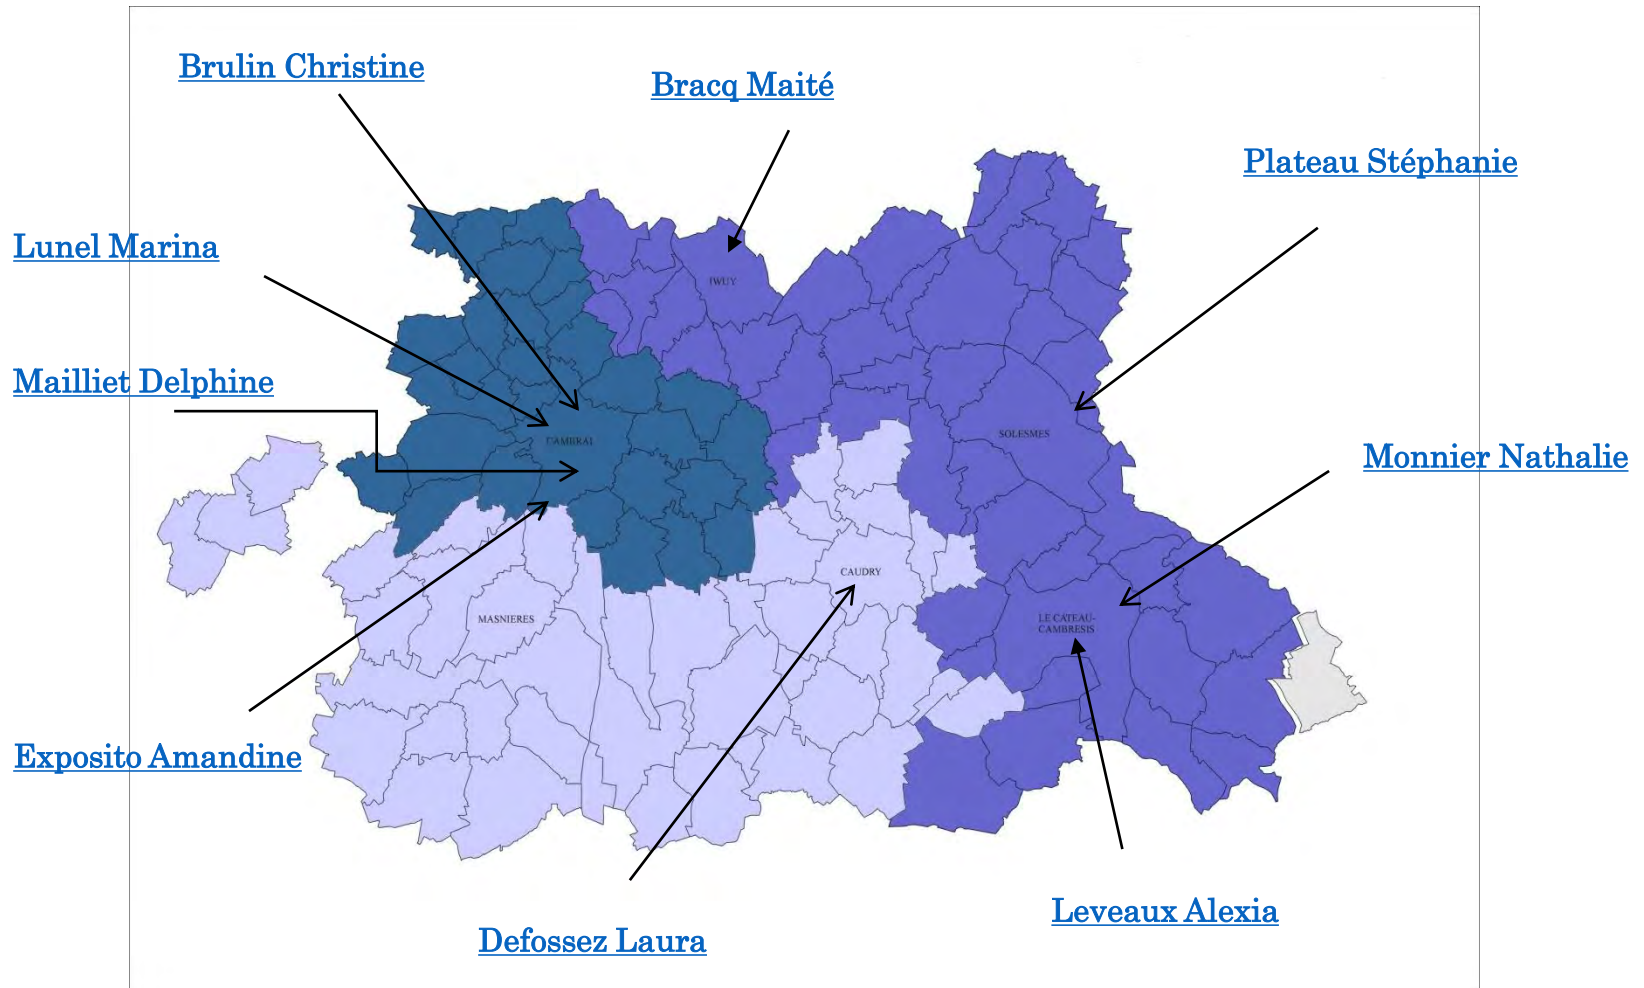 Brulin Christine
Bracq Maité
Plateau Stéphanie
Lunel Marina
IWUY
Mailliet Delphine
CAMBRAI
SOLESMES
Monnier Nathalie
CAUDRY
MASNIERES
LE CATEAU-
CAMBRESIS
Exposito Amandine
Leveaux Alexia
Defossez Laura